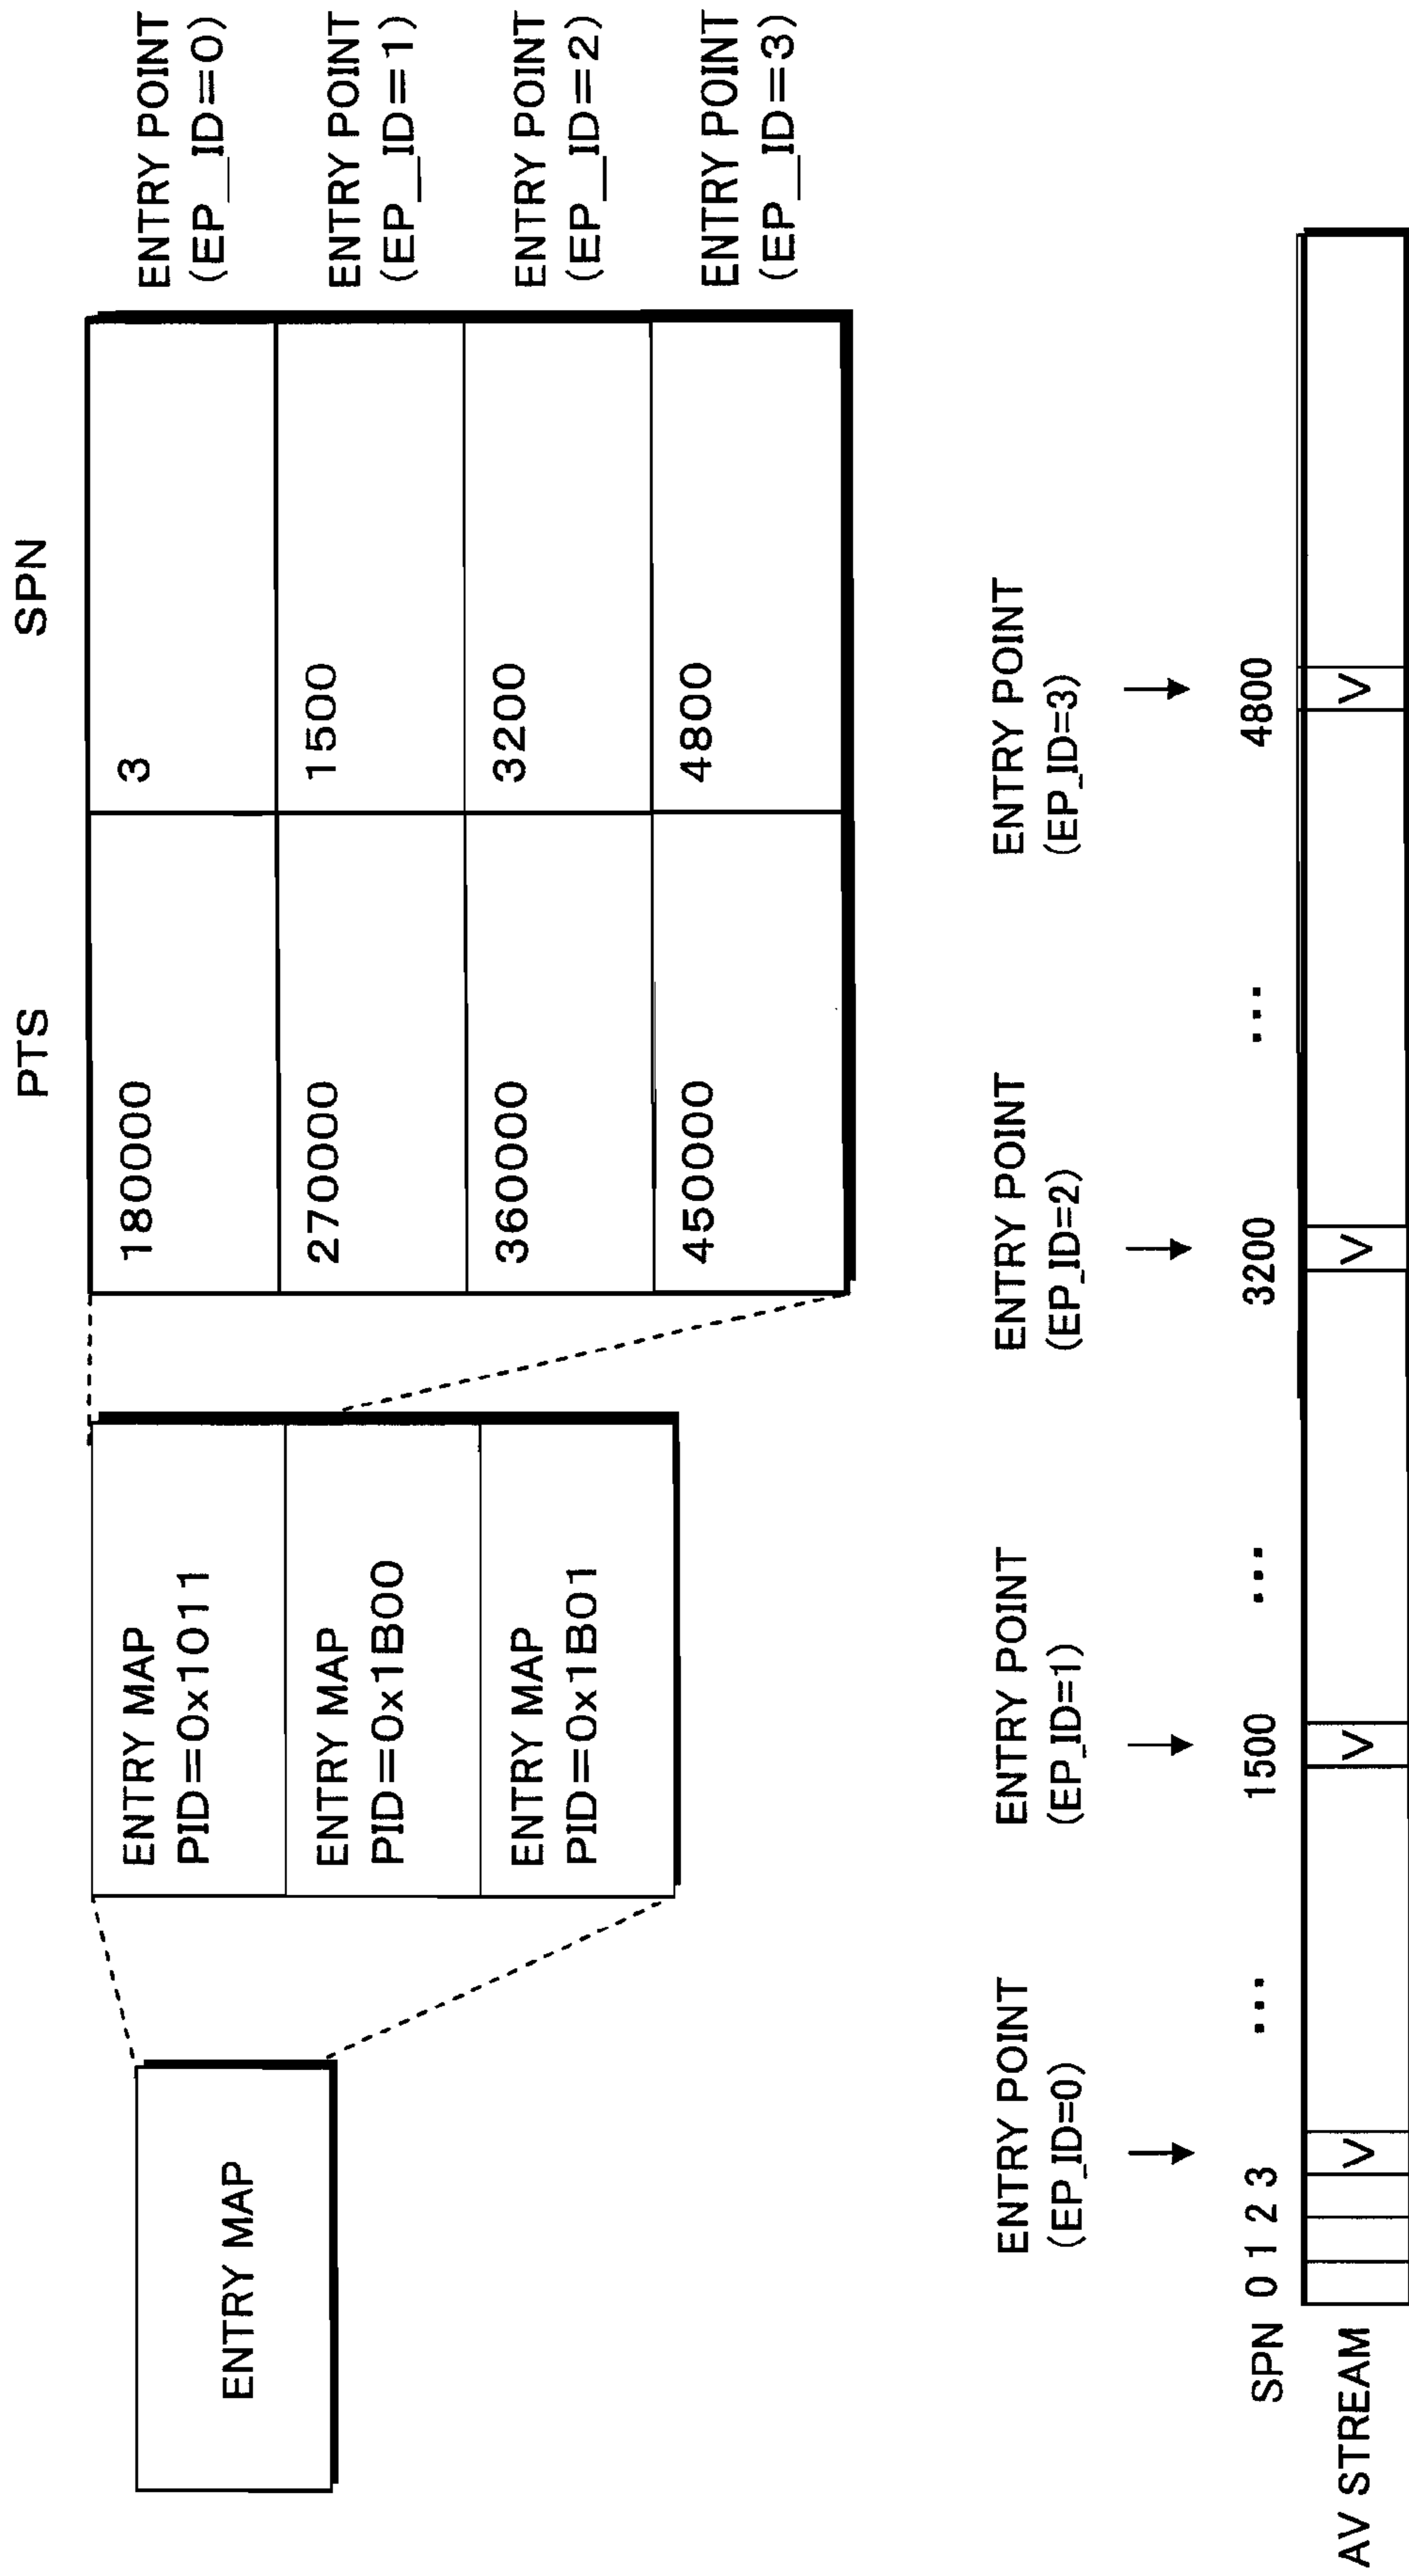 ENTRY MAP
ENTRY MAP
PID=0x1011
ENTRY MAP
PID=0x1B00
ENTRY MAP
PID=0x1B01
PTS
SPN
180000
3
ENTRY POINT
(EP_ID=0)
270000
1500
ENTRY POINT
(EP_ID=1)
360000
3200
ENTRY POINT
(EP_ID=2)
450000
4800
ENTRY POINT
(EP_ID=3)
ENTRY POINT
(EP_ID=0)
ENTRY POINT
(EP_ID=1)
ENTRY POINT
(EP_ID=2)
ENTRY POINT
(EP_ID=3)
SPN 0 1 2 3 ... 1500 ... 3200 ... 4800
AV STREAM V V V V